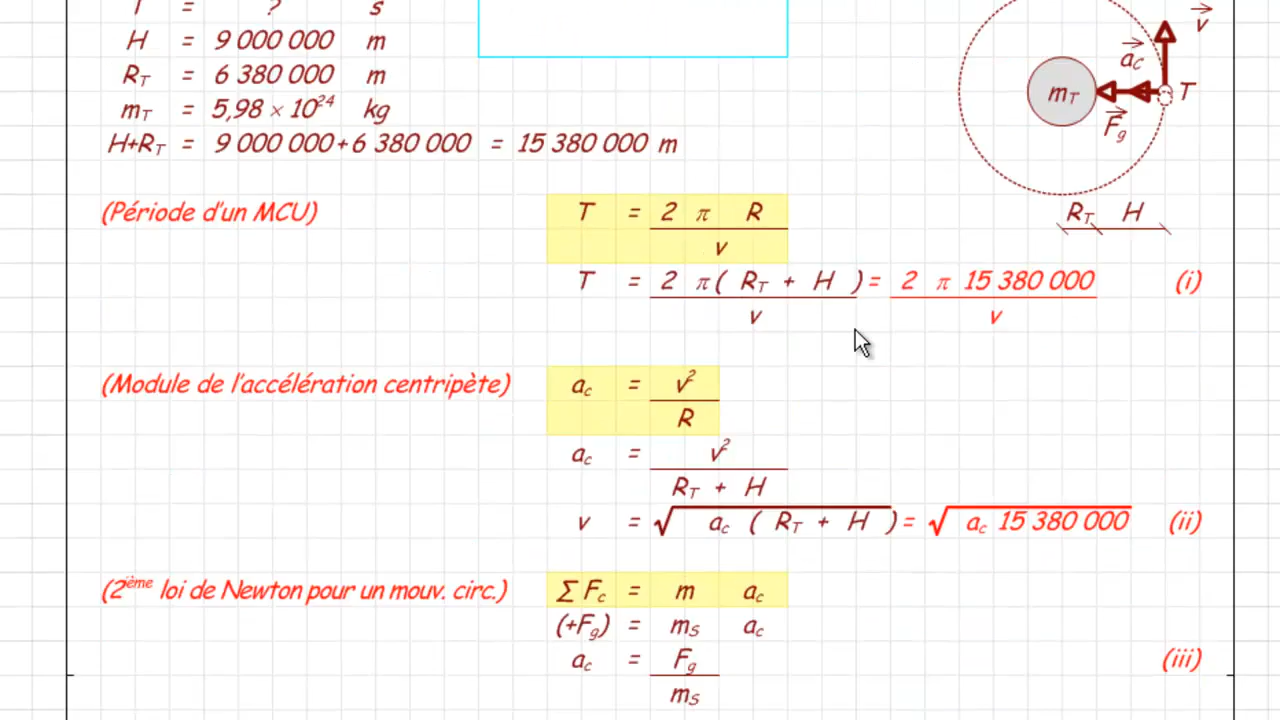 T = ? s
H = 9 000 000 m
R_T = 6 380 000 m
m_T = 5,98 × 10²⁴ kg
H+R_T = 9 000 000+6 380 000 = 15 380 000 m
v
a_c
m_T
T
F_g
R_T H
(Période d'un MCU) T = 2 π R
v
T = 2 π ( R_T + H ) = 2 π 15 380 000 (i)
v v
(Module de l'accélération centripète) a_c = v²
R
a_c = v²
R_T + H
v = √ a_c ( R_T + H ) = √ a_c 15 380 000 (ii)
(2ième loi de Newton pour un mouv. circ.) ∑ F_c = m a_c
(+F_g) = m_S a_c
a_c = F_g (iii)
m_S